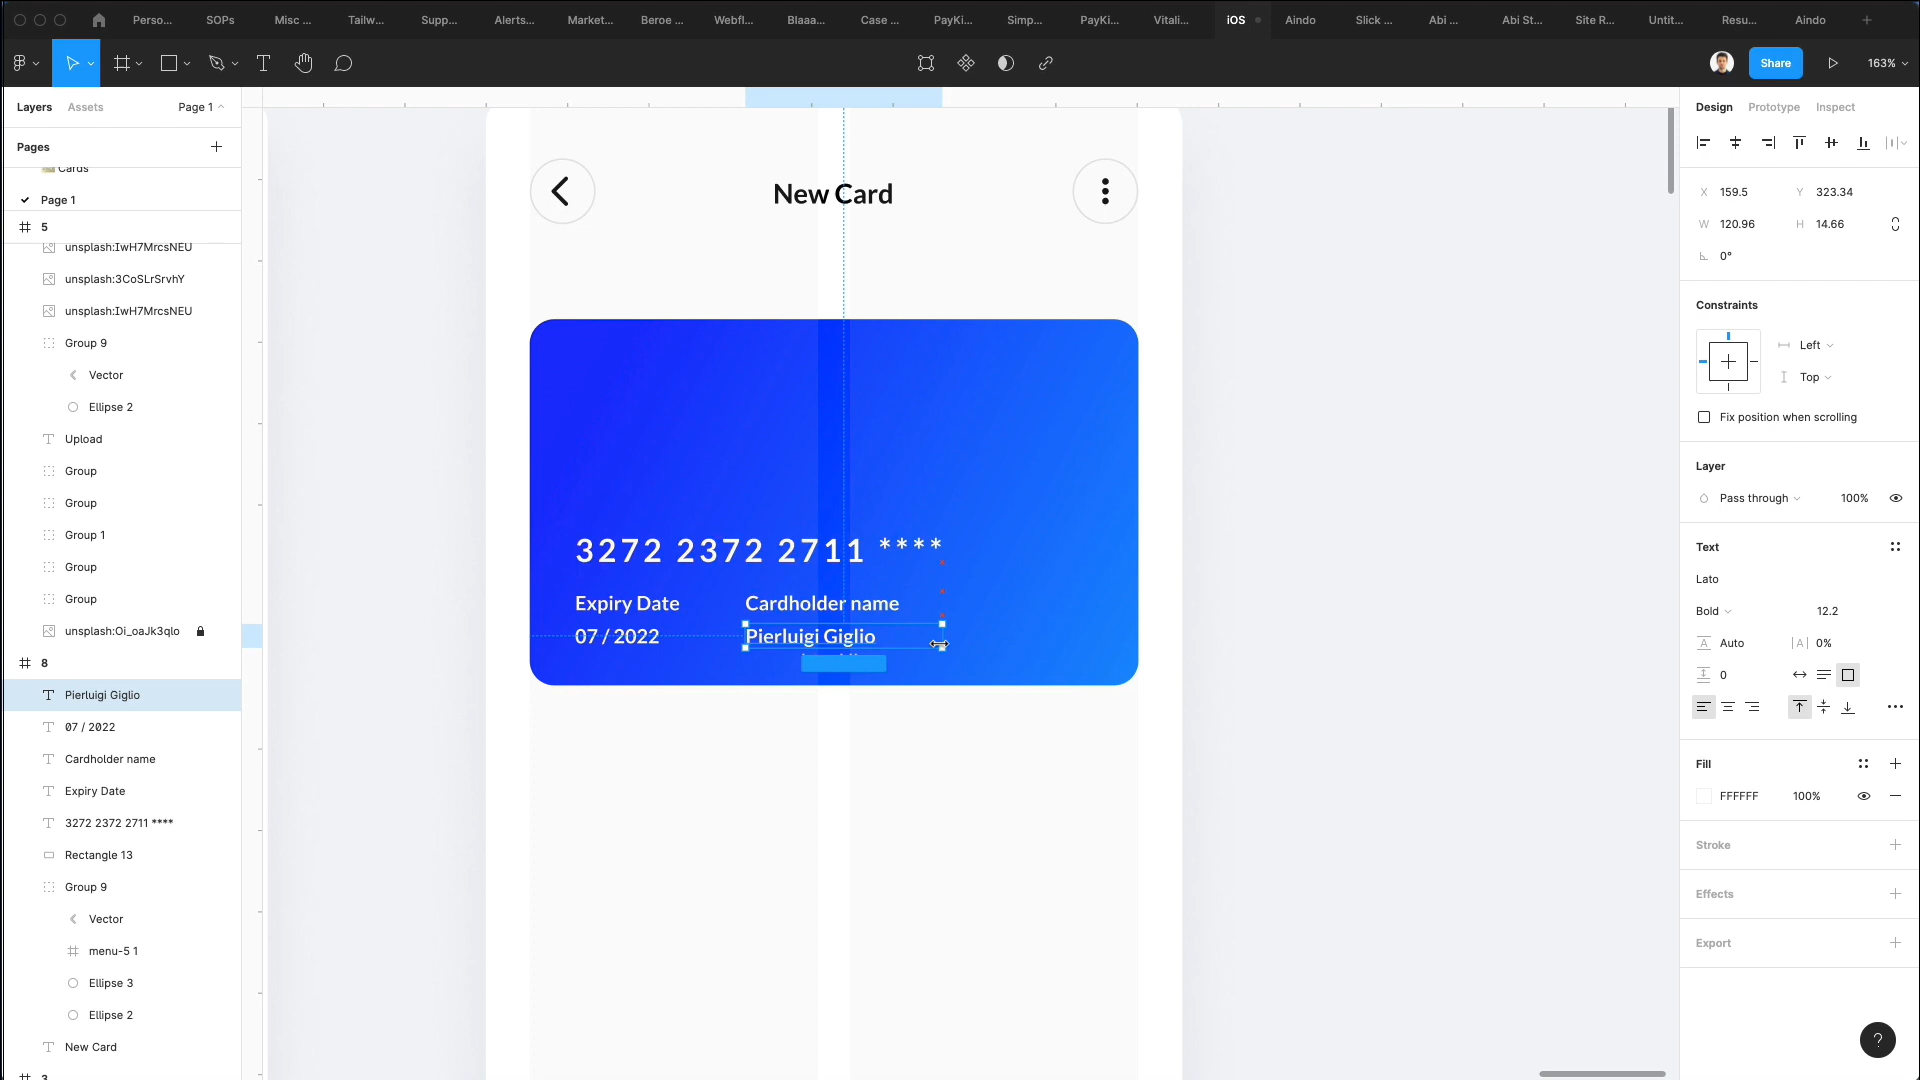 Perso... SOPs Misc ... Tailw... Supp... Alerts... Market... Beroe ... Webfl... Blaaa... Case ... PayKi... Simp... PayKi... Vitali... iOS Aindo Slick ... Abi ... Abi St... Site R... Untit... Resu... Aindo
Share 163%
Layers Assets Page 1
Pages
Cards
Page 1
5
unsplash:IwH7MrcsNEU
unsplash:3CoSLrSrvhY
unsplash:IwH7MrcsNEU
Group 9
Vector
Ellipse 2
Upload
Group
Group
Group 1
Group
Group
unsplash:Oi_oaJk3qlo
8
Pierluigi Giglio
07 / 2022
Cardholder name
Expiry Date
3272 2372 2711 ****
Rectangle 13
Group 9
Vector
menu-5 1
Ellipse 3
Ellipse 2
New Card
3
New Card
3272 2372 2711 ****
Expiry Date Cardholder name
07 / 2022 Pierluigi Giglio
Design Prototype Inspect
X 159.5 Y 323.34
W 120.96 H 14.66
0°
Constraints
Left
Top
Fix position when scrolling
Layer
Pass through 100%
Text
Lato
Bold 12.2
Auto |A| 0%
0
Fill
FFFFFF 100%
Stroke
Effects
Export
?